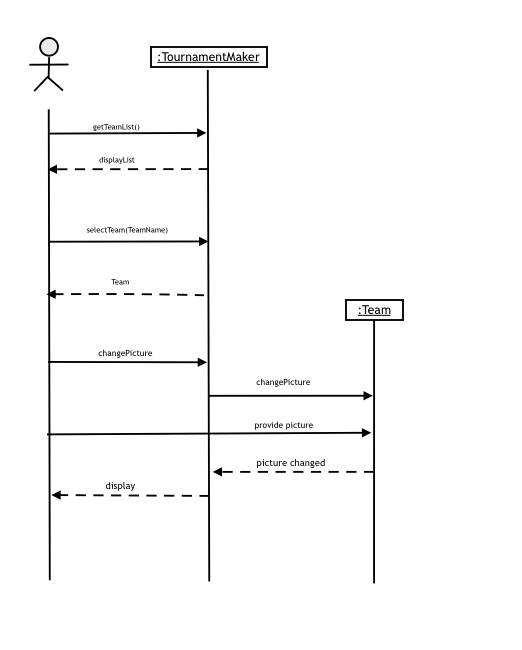 :TournamentMaker
getTeamList()
displayList
selectTeam(TeamName)
Team
:Team
changePicture
changePicture
provide picture
picture changed
display